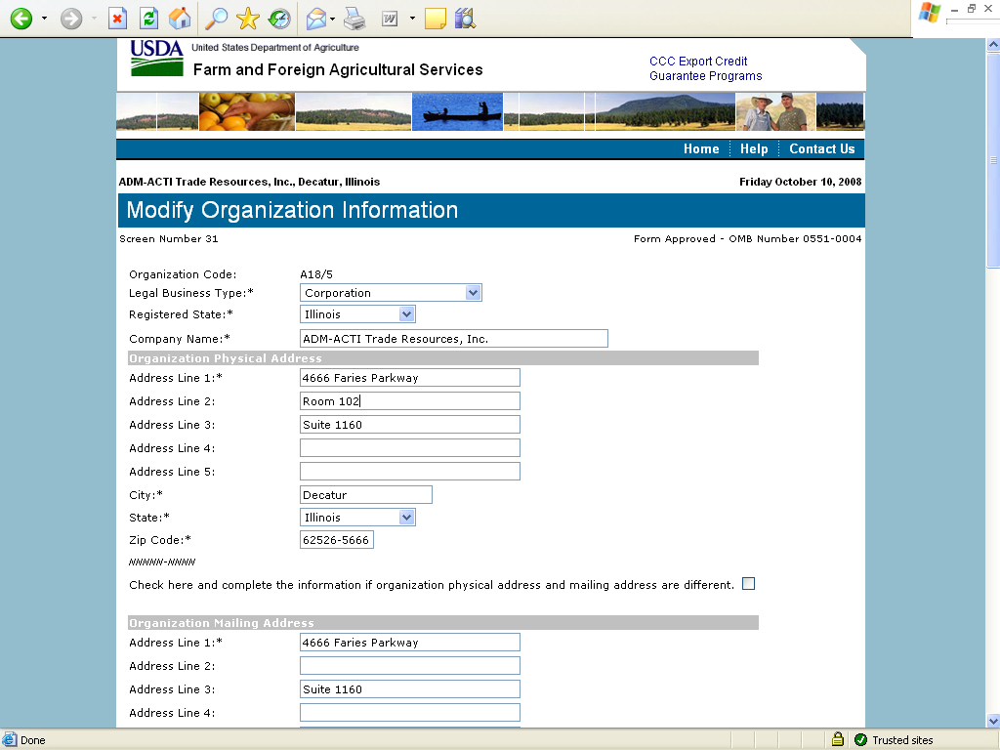 USDA United States Department of Agriculture
Farm and Foreign Agricultural Services
CCC Export Credit
Guarantee Programs
Home Help Contact Us
ADM-ACTI Trade Resources, Inc., Decatur, Illinois Friday October 10, 2008
Modify Organization Information
Screen Number 31 Form Approved - OMB Number 0551-0004
Organization Code: A18/5
Legal Business Type:* Corporation
Registered State:* Illinois
Company Name:* ADM-ACTI Trade Resources, Inc.
Organization Physical Address
Address Line 1:* 4666 Faries Parkway
Address Line 2: Room 102
Address Line 3: Suite 1160
Address Line 4:
Address Line 5:
City:* Decatur
State:* Illinois
Zip Code:* 62526-5666
NNNNN-NNNN
Check here and complete the information if organization physical address and mailing address are different.
Organization Mailing Address
Address Line 1:* 4666 Faries Parkway
Address Line 2:
Address Line 3: Suite 1160
Address Line 4:
Done Trusted sites